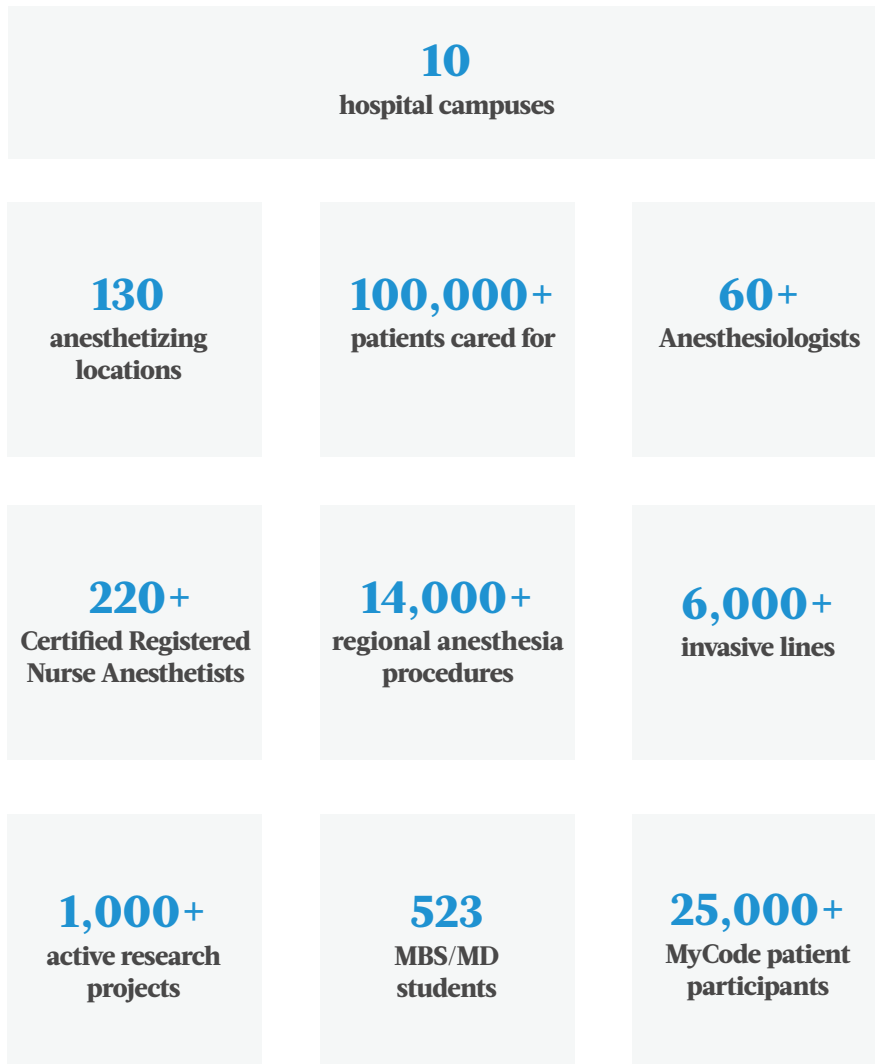 10
hospital campuses
130
anesthetizing
locations
100,000+
patients cared for
60+
Anesthesiologists
220+
Certified Registered
Nurse Anesthetists
14,000+
regional anesthesia
procedures
6,000+
invasive lines
1,000+
active research
projects
523
MBS/MD
students
25,000+
MyCode patient
participants